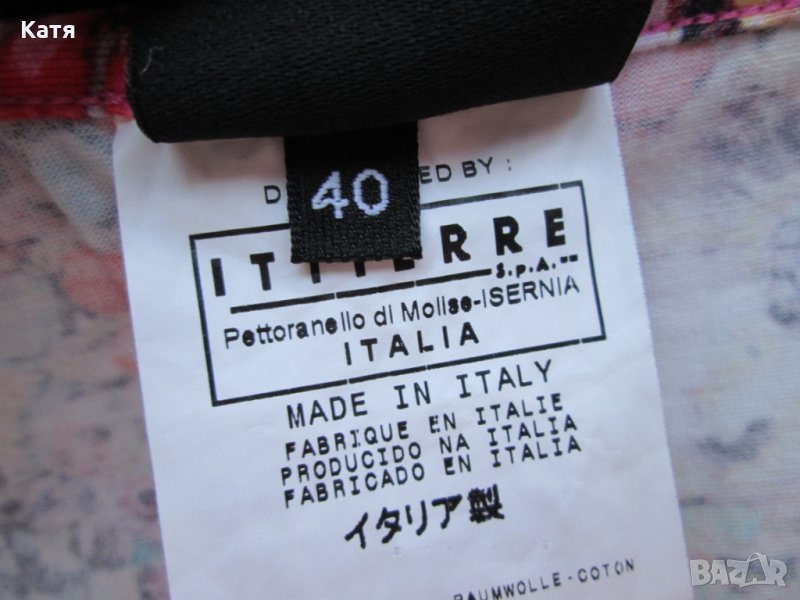 Катя
40
ED BY :
S.p.A.
Pettoranello di Molise-ISERNIA
ITALIA
MADE IN ITALY
FABRIQUE EN ITALIE
PRODUCIDO NA ITALIA
FABRICADO EN ITALIA
イタリア製
BAUMWOLLE-COTON
BAZAR